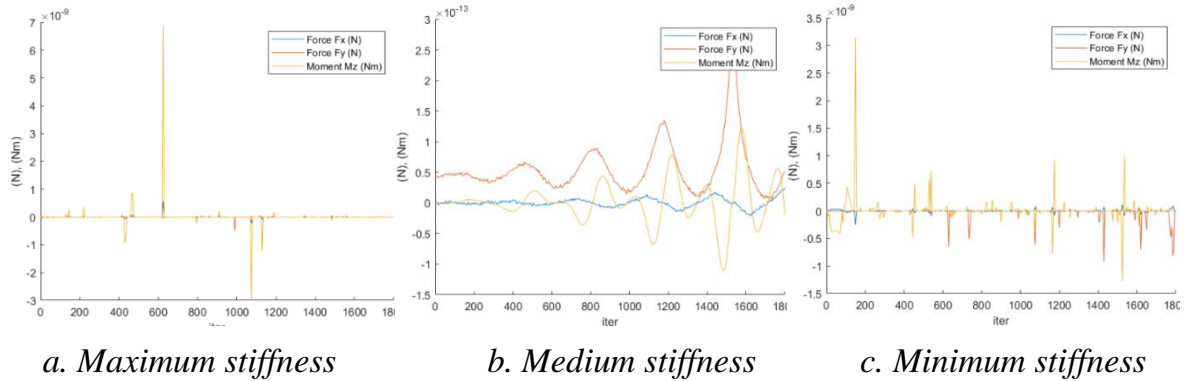 ×10⁻⁹
7
6
5
4
3
2
1
0
-1
-2
-3
(N), (Nm)
0 200 400 600 800 1000 1200 1400 1600 180
iter
Force Fx (N)
Force Fy (N)
Moment Mz (Nm)
a. Maximum stiffness
×10⁻¹³
3
2.5
2
1.5
1
0.5
0
-0.5
-1
-1.5
(N), (Nm)
0 200 400 600 800 1000 1200 1400 1600 180
iter
Force Fx (N)
Force Fy (N)
Moment Mz (Nm)
b. Medium stiffness
×10⁻⁹
3.5
3
2.5
2
1.5
1
0.5
0
-0.5
-1
-1.5
(N), (Nm)
0 200 400 600 800 1000 1200 1400 1600 1800
iter
Force Fx (N)
Force Fy (N)
Moment Mz (Nm)
c. Minimum stiffness